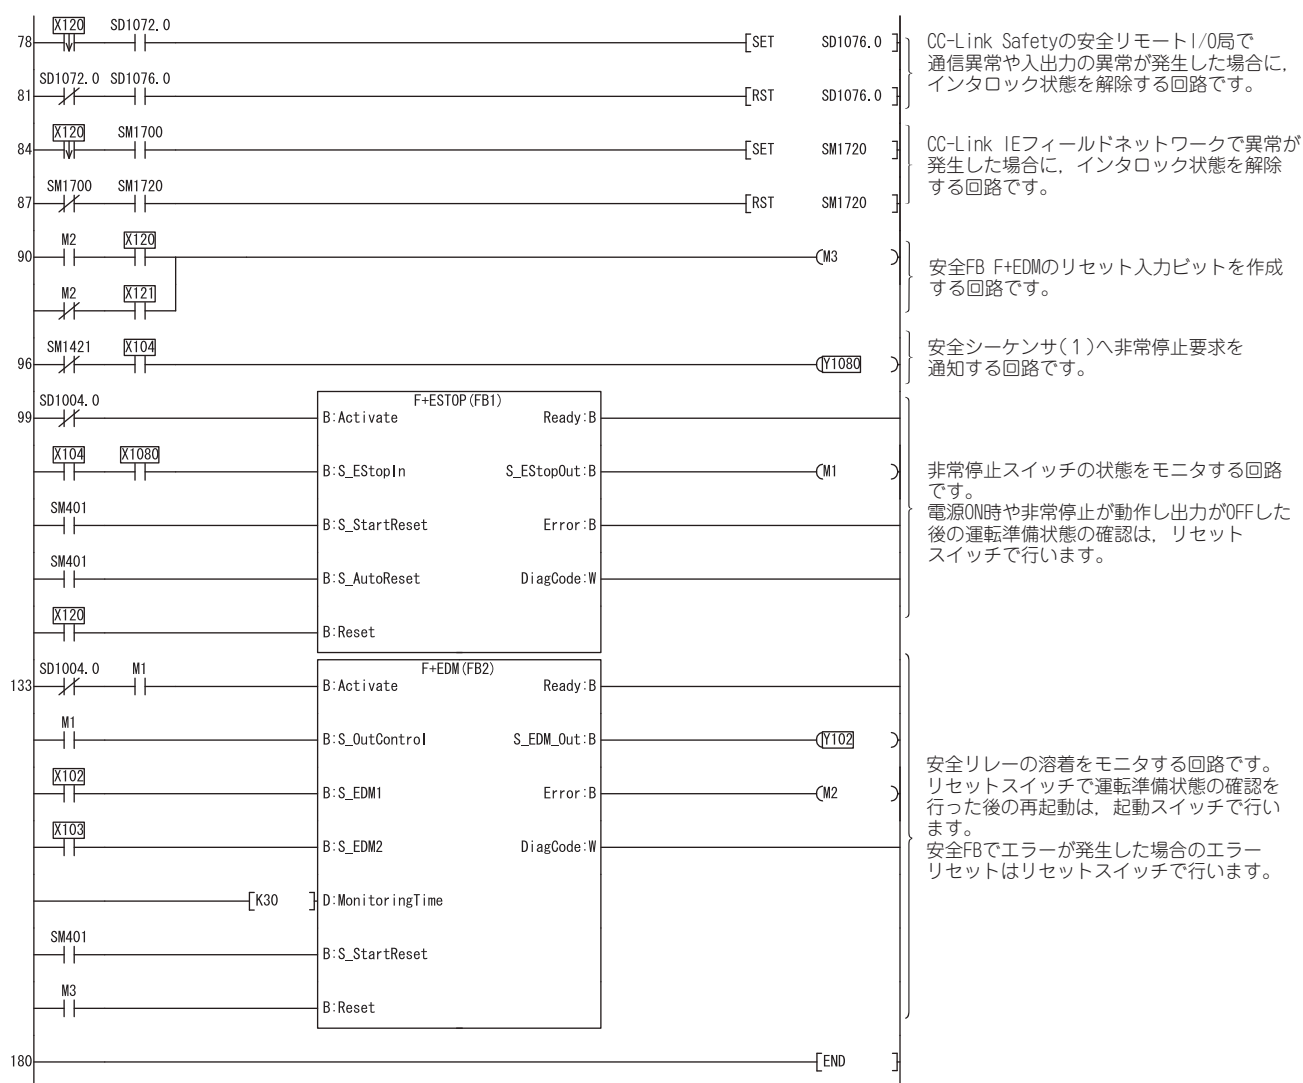 X120 SD1072.0
78 SET SD1076.0
CC-Link Safetyの安全リモートI/O局で
通信異常や入出力の異常が発生した場合に,
インタロック状態を解除する回路です。
SD1072.0 SD1076.0
81 RST SD1076.0
X120 SM1700
84 SET SM1720
CC-Link IEフィールドネットワークで異常が
発生した場合に, インタロック状態を解除
する回路です。
SM1700 SM1720
87 RST SM1720
M2 X120
90 M3
M2 X121
安全FB F+EDMのリセット入力ビットを作成
する回路です。
SM1421 X104
96 Y1080
安全シーケンサ(1)へ非常停止要求を
通知する回路です。
SD1004.0
99
F+ESTOP(FB1)
B:Activate Ready:B
X104 X1080
B:S_EStopIn S_EStopOut:B M1
SM401
B:S_StartReset Error:B
SM401
B:S_AutoReset DiagCode:W
X120
B:Reset
非常停止スイッチの状態をモニタする回路
です。
電源ON時や非常停止が動作し出力がOFFした
後の運転準備状態の確認は, リセット
スイッチで行います。
SD1004.0 M1
133
F+EDM(FB2)
B:Activate Ready:B
M1
B:S_OutControl S_EDM_Out:B Y102
X102
B:S_EDM1 Error:B M2
X103
B:S_EDM2 DiagCode:W
K30 D:MonitoringTime
SM401
B:S_StartReset
M3
B:Reset
安全リレーの溶着をモニタする回路です。
リセットスイッチで運転準備状態の確認を
行った後の再起動は, 起動スイッチで行い
ます。
安全FBでエラーが発生した場合のエラー
リセットはリセットスイッチで行います。
180 END